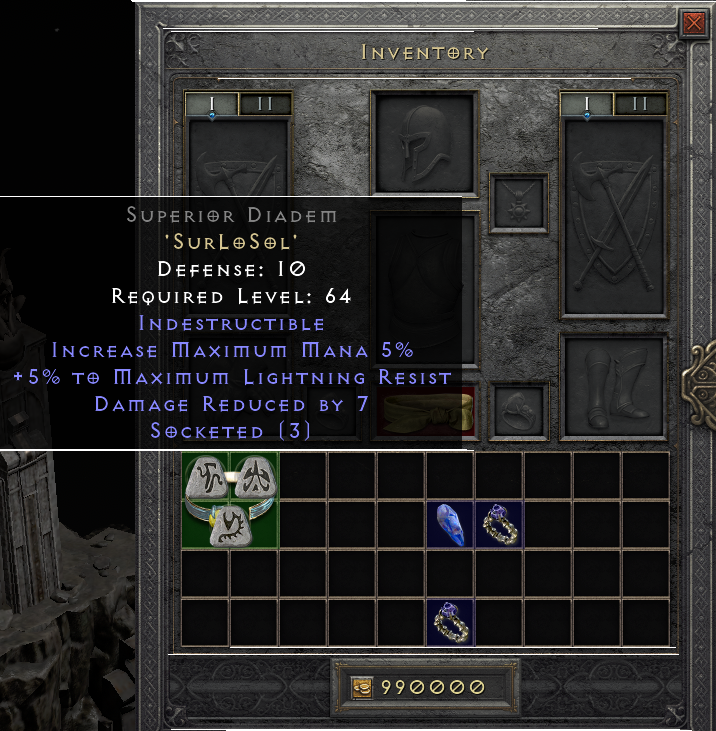 Inventory
I II
I II
Superior Diadem
'SurLoSol'
Defense: 10
Required Level: 64
Indestructible
Increase Maximum Mana 5%
+5% to Maximum Lightning Resist
Damage Reduced by 7
Socketed (3)
990000